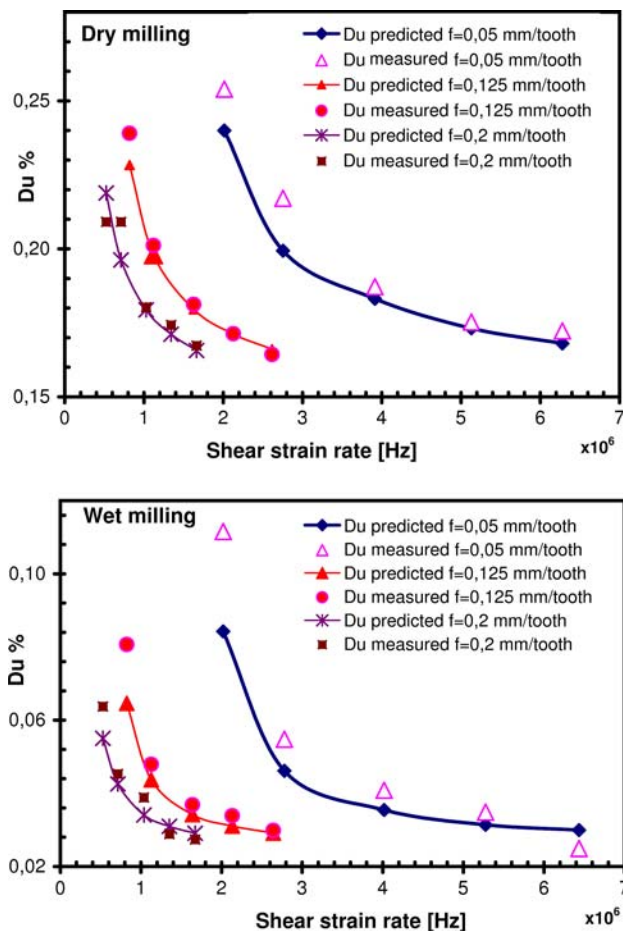 Dry milling
Du predicted f=0,05 mm/tooth
Du measured f=0,05 mm/tooth
Du predicted f=0,125 mm/tooth
Du measured f=0,125 mm/tooth
Du predicted f=0,2 mm/tooth
Du measured f=0,2 mm/tooth
Du %
0,25
0,20
0,15
0 1 2 3 4 5 6 7
Shear strain rate [Hz]
x10⁶
Wet milling
Du predicted f=0,05 mm/tooth
Du measured f=0,05 mm/tooth
Du predicted f=0,125 mm/tooth
Du measured f=0,125 mm/tooth
Du predicted f=0,2 mm/tooth
Du measured f=0,2 mm/tooth
Du %
0,10
0,06
0,02
0 1 2 3 4 5 6 7
Shear strain rate [Hz]
x10⁶